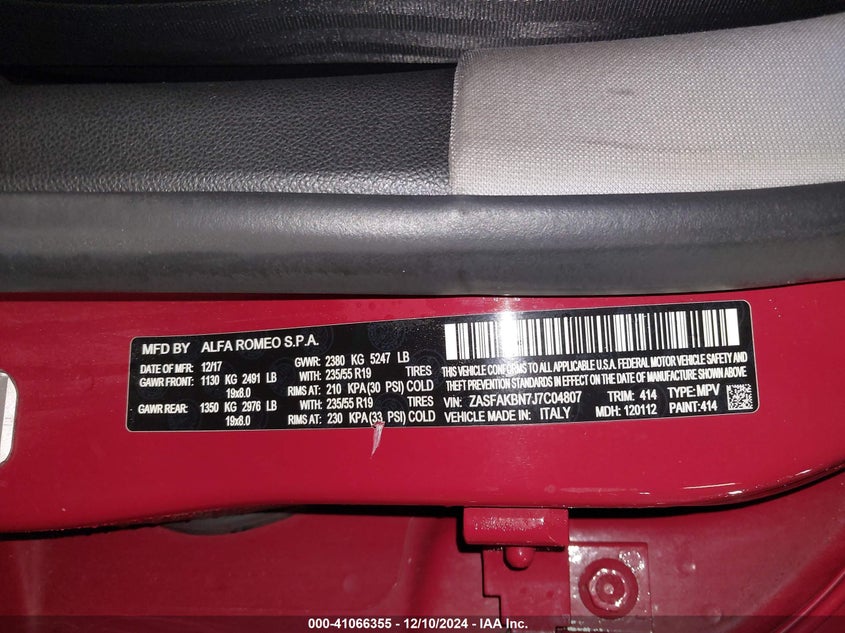 MFD BY ALFA ROMEO S.P.A.
DATE OF MFR: 12/17 GVWR: 2380 KG 5247 LB
GAWR FRONT: 1130 KG 2491 LB WITH: 235/55 R19 TIRES
19x8.0 RIMS AT: 210 KPA(30 PSI) COLD
GAWR REAR: 1350 KG 2976 LB WITH: 235/55 R19 TIRES
19x8.0 RIMS AT: 230 KPA(33 PSI) COLD
THIS VEHICLE CONFORMS TO ALL APPLICABLE U.S. FEDERAL MOTOR VEHICLE SAFETY AND
THEFT PREVENTION STANDARDS IN EFFECT ON THE DATE OF MANUFACTURE SHOWN ABOVE.
VIN: ZASFAKBN7J7C04807 TRIM: 414 TYPE: MPV
VEHICLE MADE IN ITALY MDH: 120112 PAINT: 414
000-41066355 - 12/10/2024 - IAA Inc.